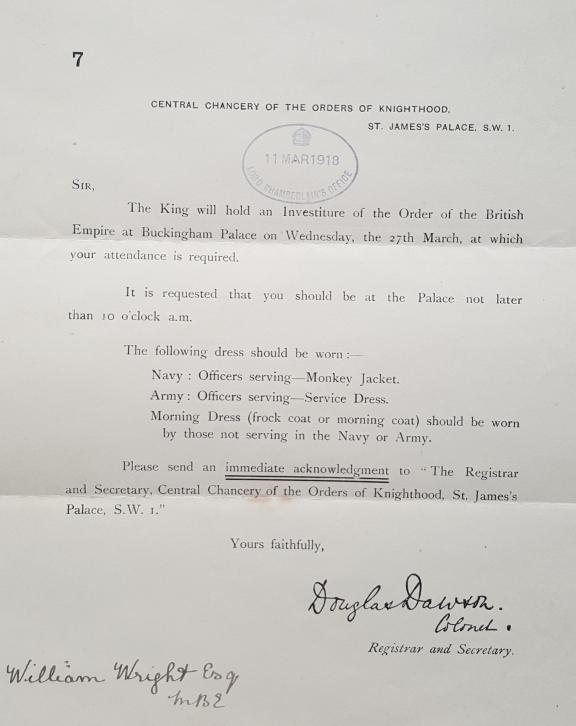 7
CENTRAL CHANCERY OF THE ORDERS OF KNIGHTHOOD,
ST. JAMES'S PALACE, S.W. 1.
11 MAR 1918
LORD CHAMBERLAIN'S OFFICE
SIR,
The King will hold an Investiture of the Order of the British
Empire at Buckingham Palace on Wednesday, the 27th March, at which
your attendance is required.
It is requested that you should be at the Palace not later
than 10 o'clock a.m.
The following dress should be worn:—
Navy: Officers serving—Monkey Jacket.
Army: Officers serving—Service Dress.
Morning Dress (frock coat or morning coat) should be worn
by those not serving in the Navy or Army.
Please send an immediate acknowledgment to "The Registrar
and Secretary, Central Chancery of the Orders of Knighthood, St. James's
Palace, S.W. 1."
Yours faithfully,
Douglas Dawson.
Colonel.
Registrar and Secretary.
William Wright Esq
MBE